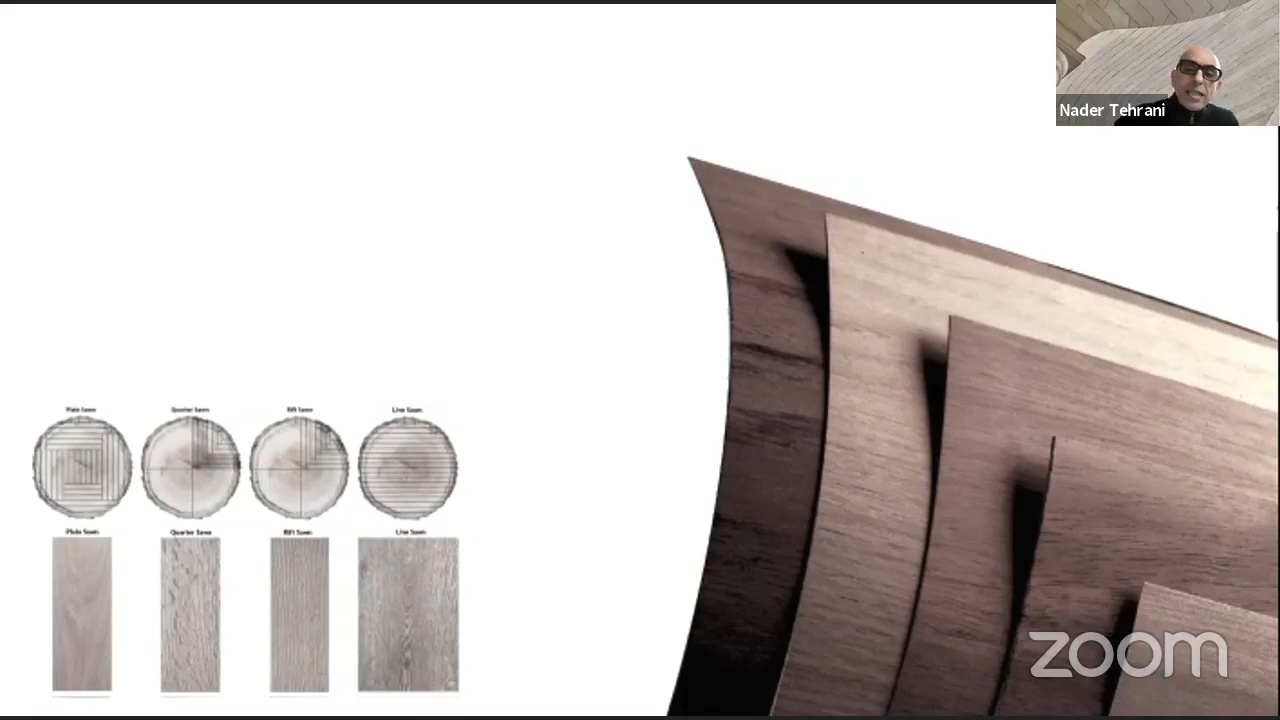 Nader Tehrani
Plain Sawn
Quarter Sawn
Rift Sawn
Live Sawn
Plain Sawn
Quarter Sawn
Rift Sawn
Live Sawn
zoom